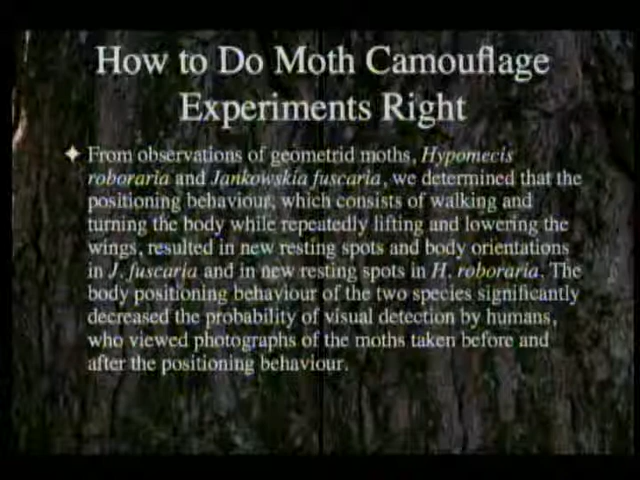 How to Do Moth Camouflage
Experiments Right
From observations of geometrid moths, Hypomecis
roboraria and Jankowskia fuscaria, we determined that the
positioning behaviour, which consists of walking and
turning the body while repeatedly lifting and lowering the
wings, resulted in new resting spots and body orientations
in J. fuscaria and in new resting spots in H. roboraria. The
body positioning behaviour of the two species significantly
decreased the probability of visual detection by humans,
who viewed photographs of the moths taken before and
after the positioning behaviour.